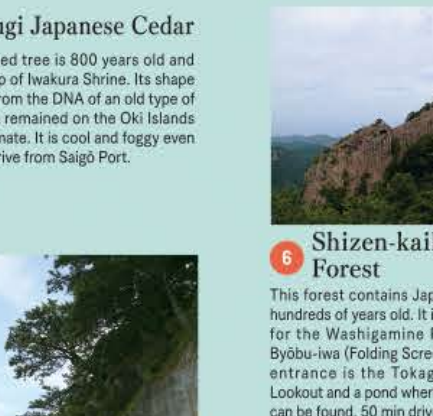 ugi Japanese Cedar
ed tree is 800 years old and
p of Iwakura Shrine. Its shape
rom the DNA of an old type of
remained on the Oki Islands
mate. It is cool and foggy even
rive from Saigō Port.
6
Shizen-kail
Forest
This forest contains Jap
hundreds of years old. It i
for the Washigamine
Byōbu-iwa (Folding Scre
entrance is the Tokag
Lookout and a pond wher
can be found. 50 min driv